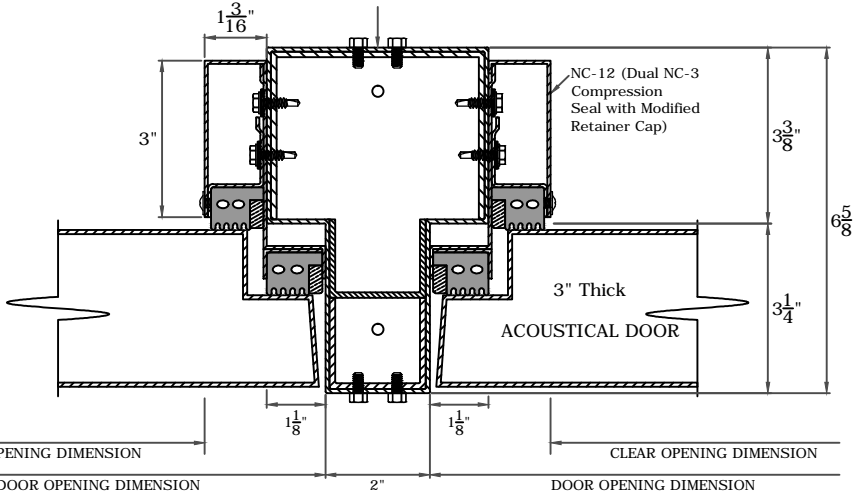 1 3/16"
NC-12 (Dual NC-3
Compression
Seal with Modified
Retainer Cap)
3"
3 3/8"
6 5/8"
3" Thick
3 1/4"
ACOUSTICAL DOOR
1 1/8"
1 1/8"
PENING DIMENSION
CLEAR OPENING DIMENSION
DOOR OPENING DIMENSION
2"
DOOR OPENING DIMENSION